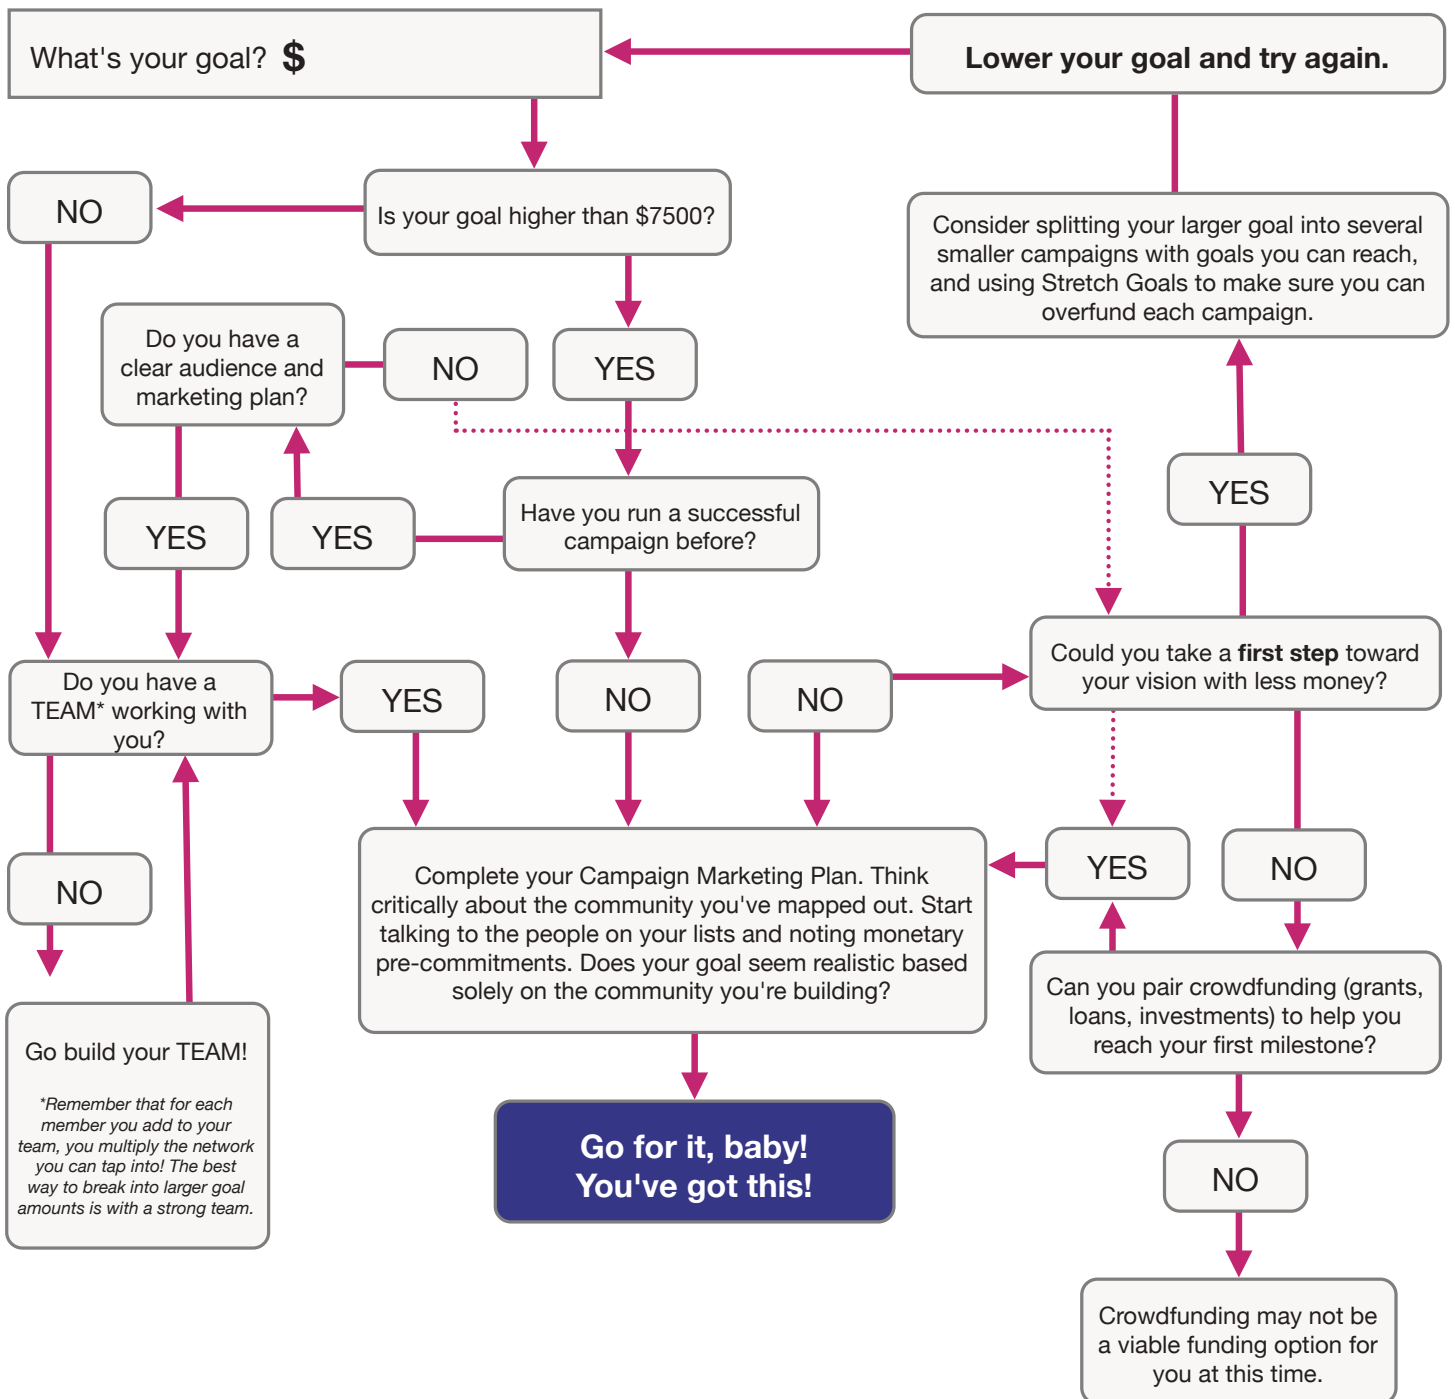 What's your goal? $
Lower your goal and try again.
NO
Is your goal higher than $7500?
Consider splitting your larger goal into several
smaller campaigns with goals you can reach,
and using Stretch Goals to make sure you can
overfund each campaign.
Do you have a
clear audience and
marketing plan?
NO
YES
YES
YES
YES
Have you run a successful
campaign before?
Could you take a first step toward
your vision with less money?
Do you have a
TEAM* working with
you?
YES
NO
NO
NO
Complete your Campaign Marketing Plan. Think
critically about the community you've mapped out. Start
talking to the people on your lists and noting monetary
pre-commitments. Does your goal seem realistic based
solely on the community you're building?
YES
NO
Can you pair crowdfunding (grants,
loans, investments) to help you
reach your first milestone?
Go build your TEAM!
*Remember that for each
member you add to your
team, you multiply the network
you can tap into! The best
way to break into larger goal
amounts is with a strong team.
Go for it, baby!
You've got this!
NO
Crowdfunding may not be
a viable funding option for
you at this time.